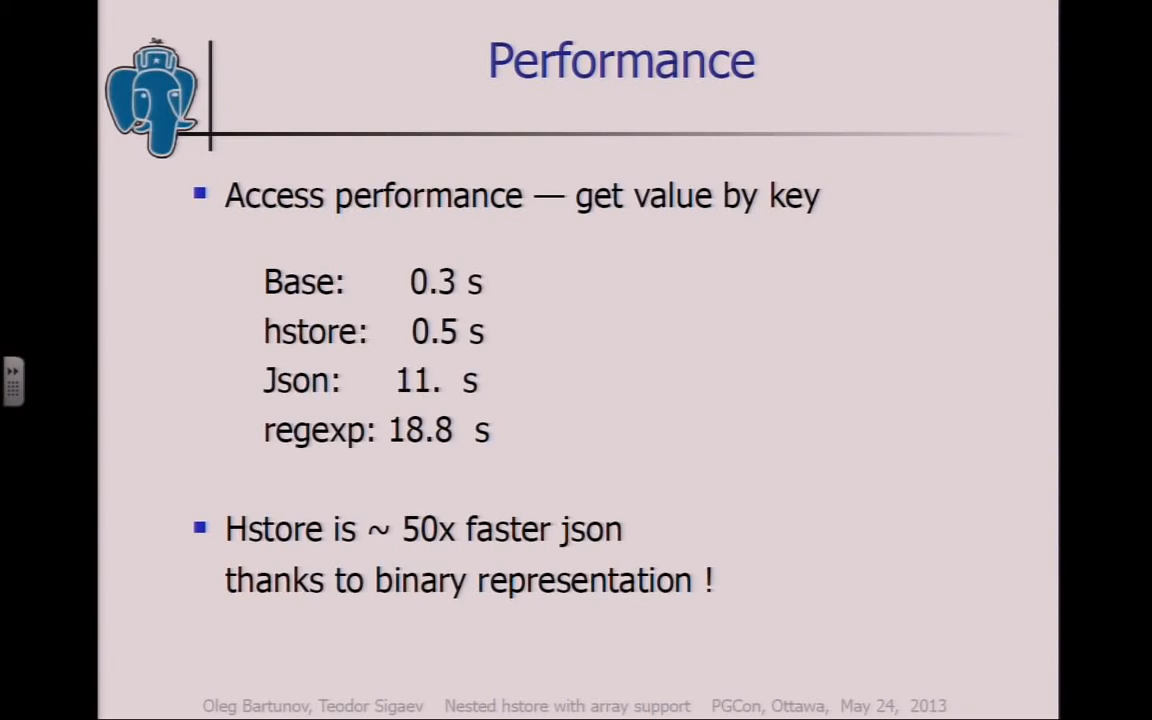 Performance
Access performance — get value by key
Base: 0.3 s
hstore: 0.5 s
Json: 11. s
regexp: 18.8 s
Hstore is ~ 50x faster json
thanks to binary representation !
Oleg Bartunov, Teodor Sigaev Nested hstore with array support PGCon, Ottawa, May 24, 2013